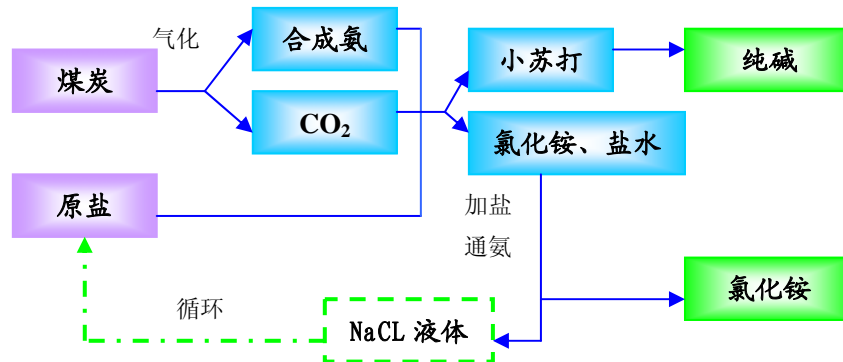 气化
合成氨
小苏打
纯碱
煤炭
CO₂
氯化铵、盐水
原盐
加盐
通氨
氯化铵
循环
NaCL 液体